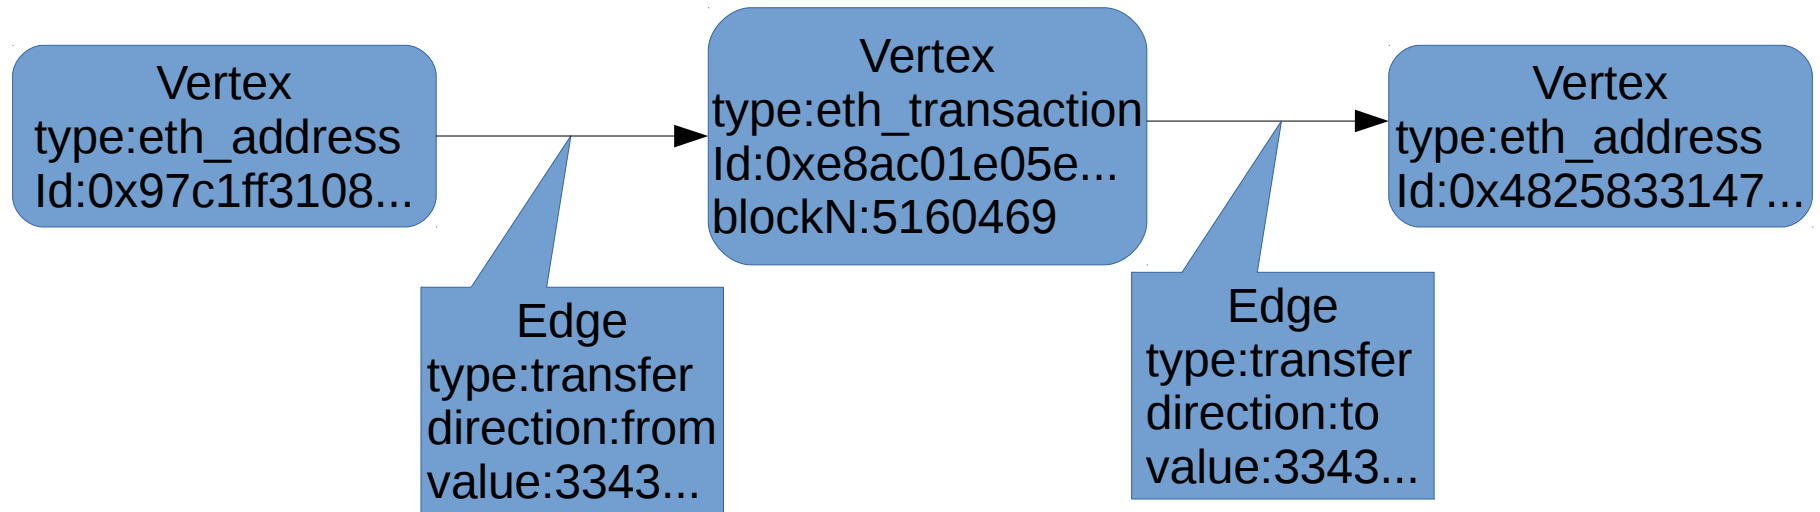 Vertex
type:eth_address
Id:0x97c1ff3108...
Vertex
type:eth_transaction
Id:0xe8ac01e05e...
blockN:5160469
Vertex
type:eth_address
Id:0x4825833147...
Edge
type:transfer
direction:from
value:3343...
Edge
type:transfer
direction:to
value:3343...